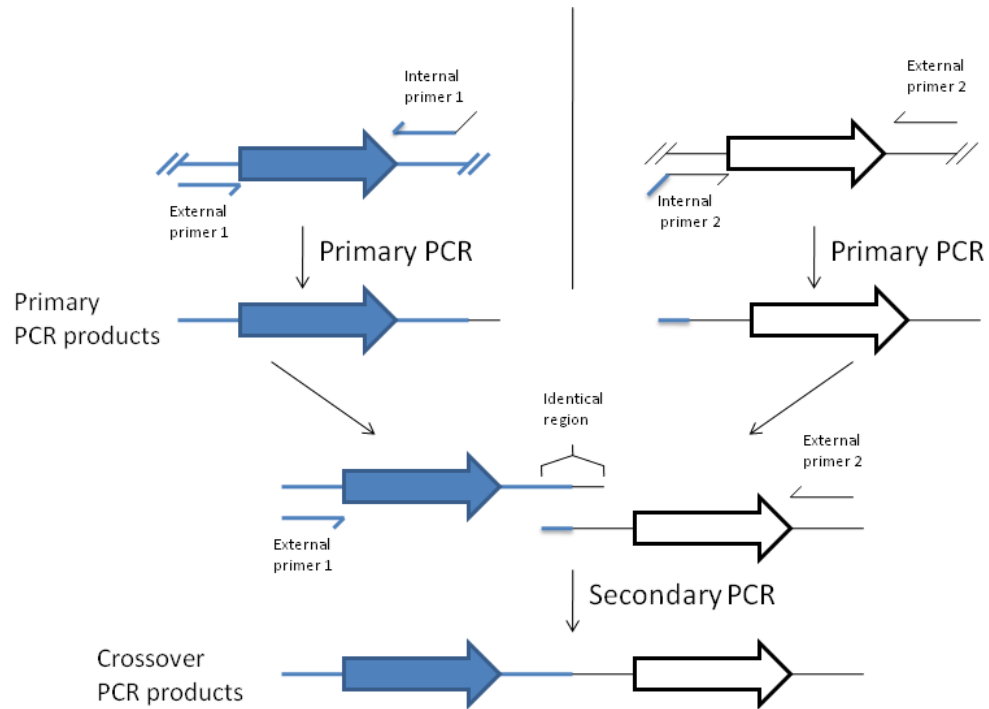 Internal
primer 1
External
primer 2
External
primer 1
Internal
primer 2
Primary PCR
Primary PCR
Primary
PCR products
Identical
region
External
primer 2
External
primer 1
Secondary PCR
Crossover
PCR products